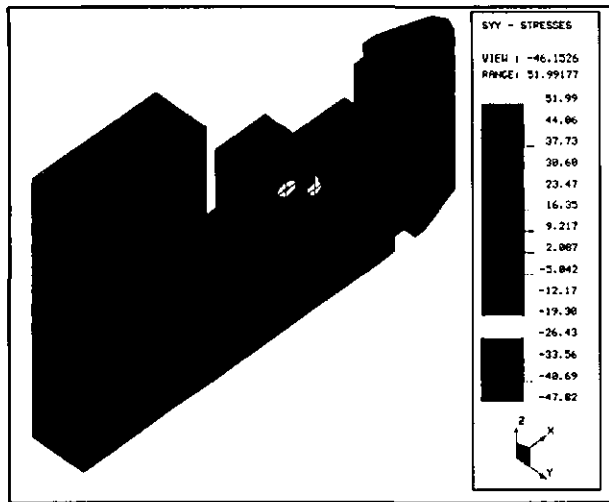 SYY - STRESSES
VIEW : -46.1526
RANGE: 51.99177
51.99
44.06
37.73
30.60
23.47
16.35
9.217
2.087
-5.042
-12.17
-19.30
-26.43
-33.56
-40.69
-47.82
Z
X
Y